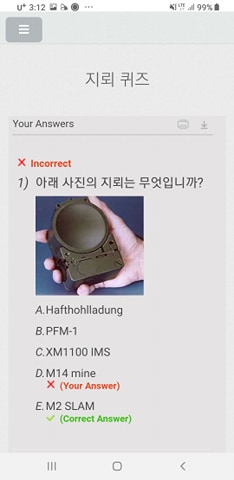 U+ 3:12 ··· LTE 99%
지뢰 퀴즈
Your Answers
✕ Incorrect
1) 아래 사진의 지뢰는 무엇입니까?
A.Hafthohlladung
B.PFM-1
C.XM1100 IMS
D.M14 mine
✕ (Your Answer)
E.M2 SLAM
✓ (Correct Answer)